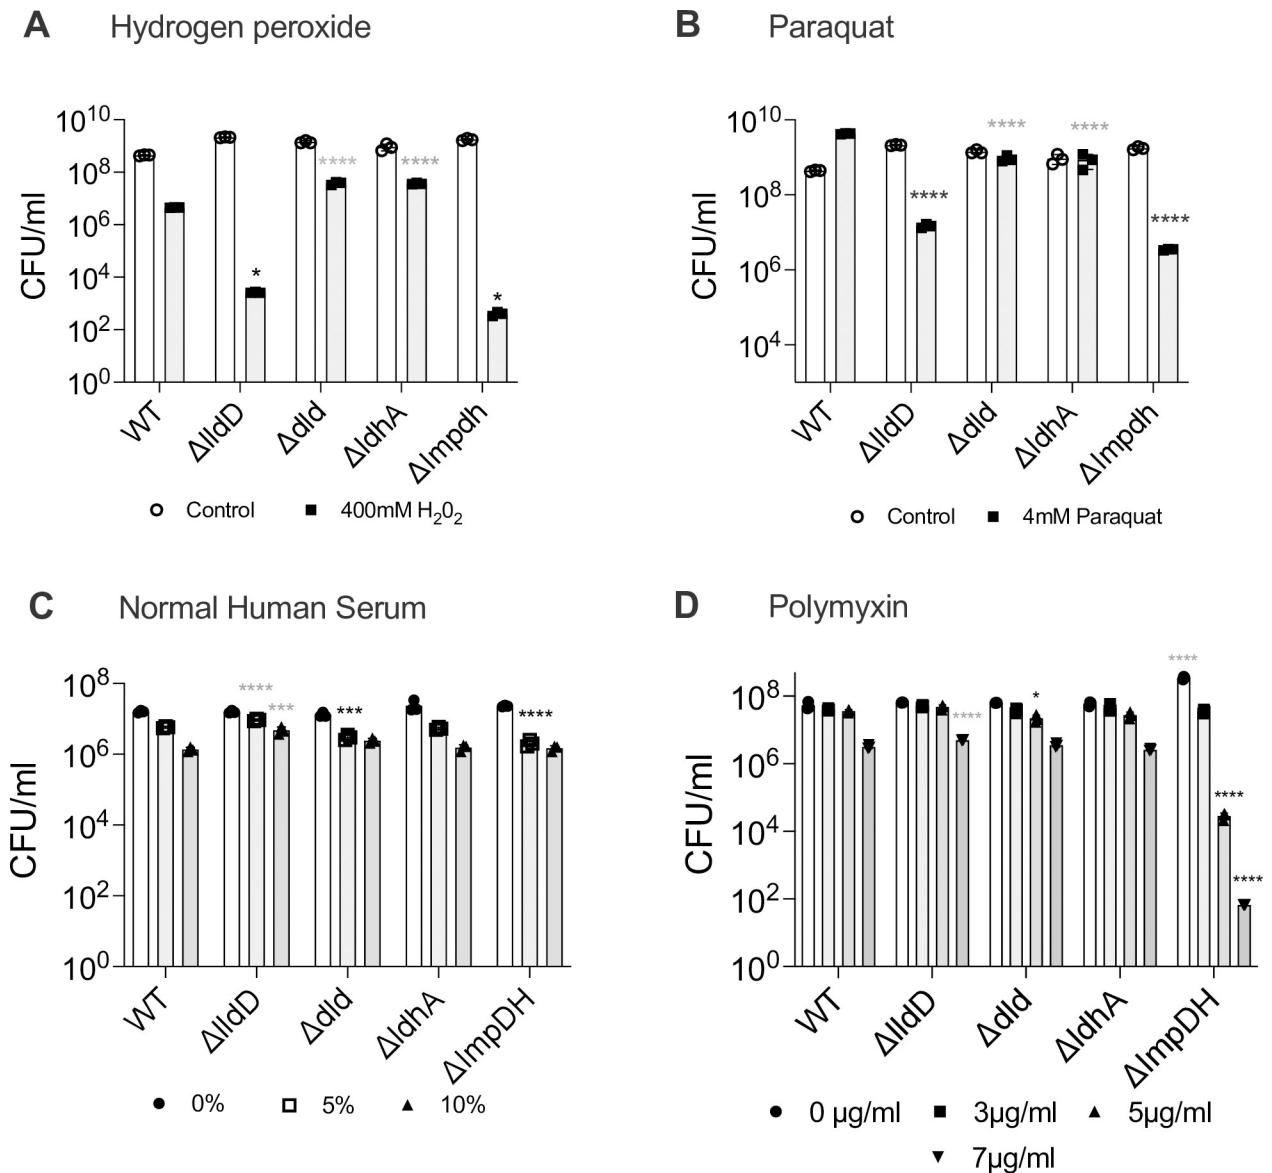 A Hydrogen peroxide
CFU/ml
10^10
10^8
10^6
10^4
10^2
10^0
****
****
*
*
WT
ΔlldD
Δdld
ΔldhA
Δlmpdh
Control
400mM H₂0₂
B Paraquat
CFU/ml
10^10
10^8
10^6
10^4
****
****
****
****
WT
ΔlldD
Δdld
ΔldhA
Δlmpdh
Control
4mM Paraquat
C Normal Human Serum
CFU/ml
10^8
10^6
10^4
10^2
10^0
****
***
***
****
WT
ΔlldD
Δdld
ΔldhA
ΔlmpDH
0%
5%
10%
D Polymyxin
CFU/ml
10^8
10^6
10^4
10^2
10^0
****
*
****
****
****
WT
ΔlldD
Δdld
ΔldhA
ΔlmpDH
0 µg/ml
3µg/ml
5µg/ml
7µg/ml